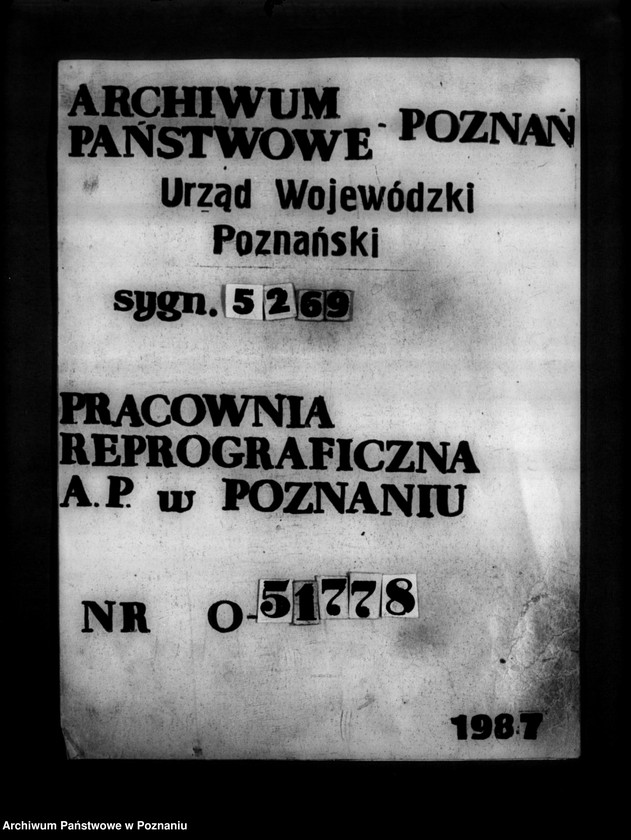 ARCHIWUM
PAŃSTWOWE - POZNAŃ
Urząd Wojewódzki
Poznański
sygn. 5269
PRACOWNIA
REPROGRAFICZNA
A.P. w POZNANIU
NR O-51778
1987
Archiwum Państwowe w Poznaniu